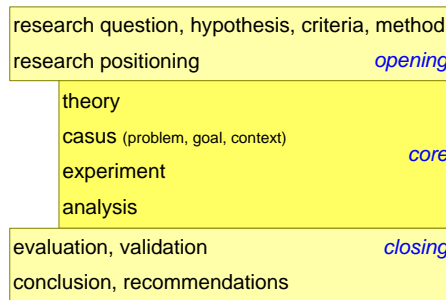 research question, hypothesis, criteria, method
research positioning opening
theory
casus (problem, goal, context)
core
experiment
analysis
evaluation, validation closing
conclusion, recommendations